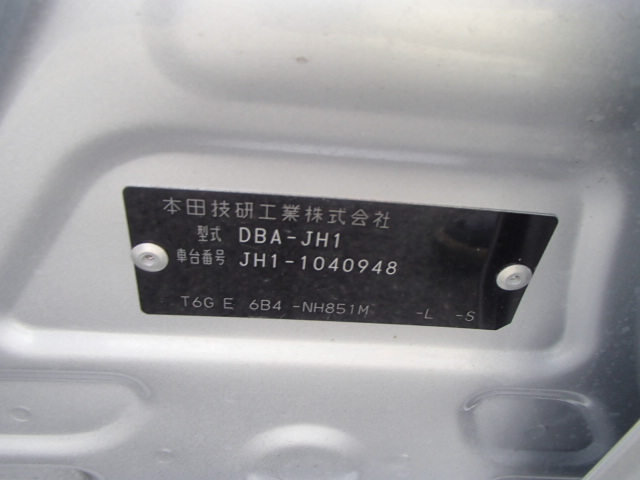 本田技研工業株式会社
型式 DBA-JH1
車台番号 JH1-1040948
T6G E 6B4 -NH851M -L -S